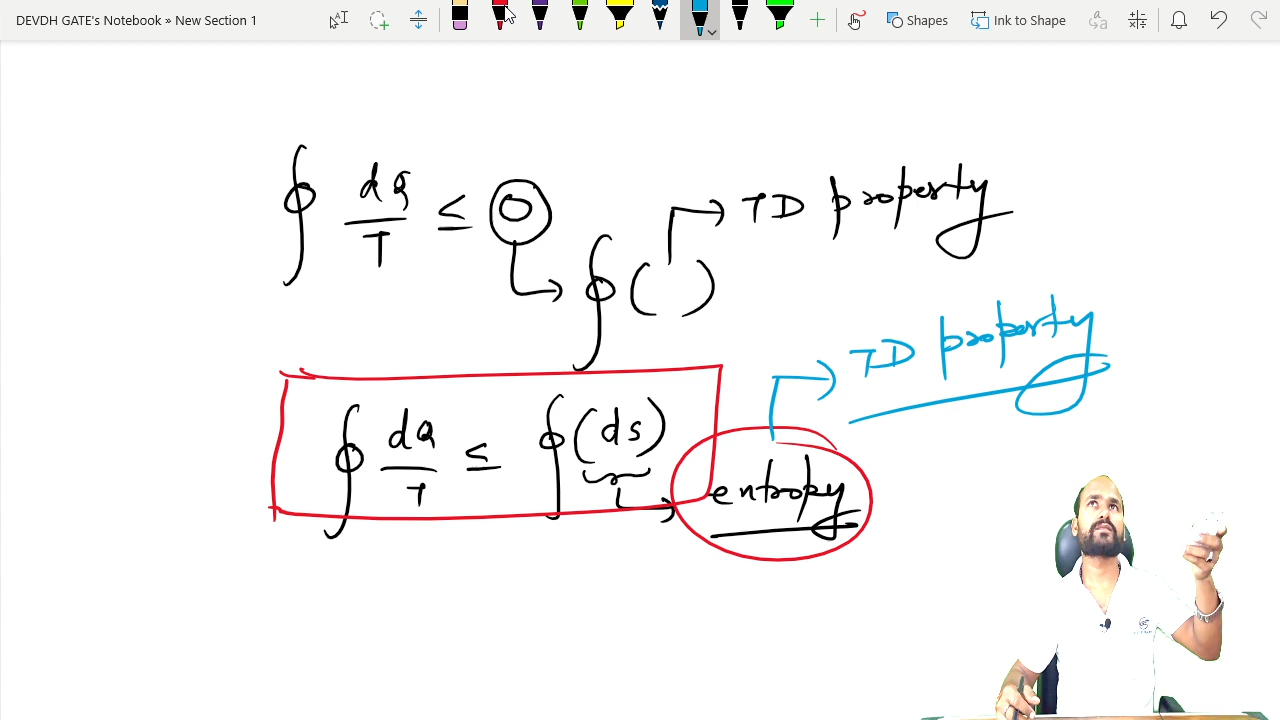 DEVDH GATE's Notebook » New Section 1
Shapes
Ink to Shape
∮ dQ/T ≤ 0
TD property
∮ ( )
TD property
∮ dQ/T ≤ ∮ (ds)
entropy